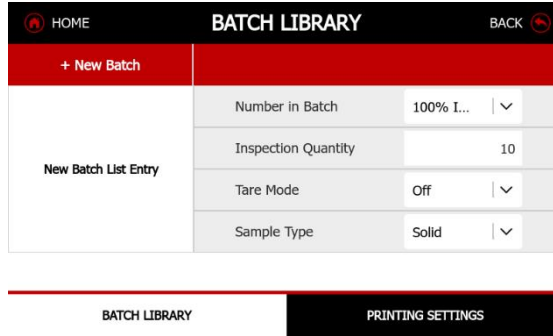 HOME BATCH LIBRARY BACK
+ New Batch
Number in Batch 100% I...
Inspection Quantity 10
New Batch List Entry
Tare Mode Off
Sample Type Solid
BATCH LIBRARY PRINTING SETTINGS